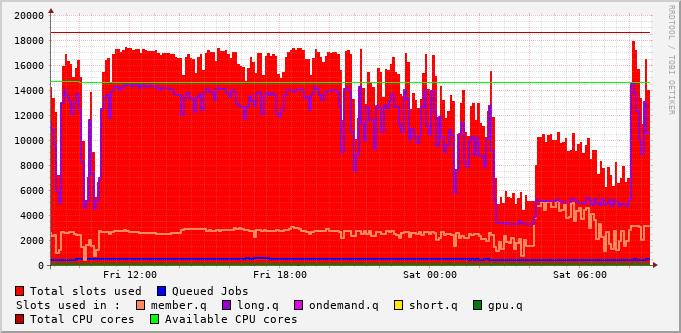 20000
18000
16000
14000
12000
10000
8000
6000
4000
2000
0
Fri 12:00 Fri 18:00 Sat 00:00 Sat 06:00
RRDTOOL / TOBI OETIKER
Total slots used Queued Jobs
Slots used in : member.q long.q ondemand.q short.q gpu.q
Total CPU cores Available CPU cores